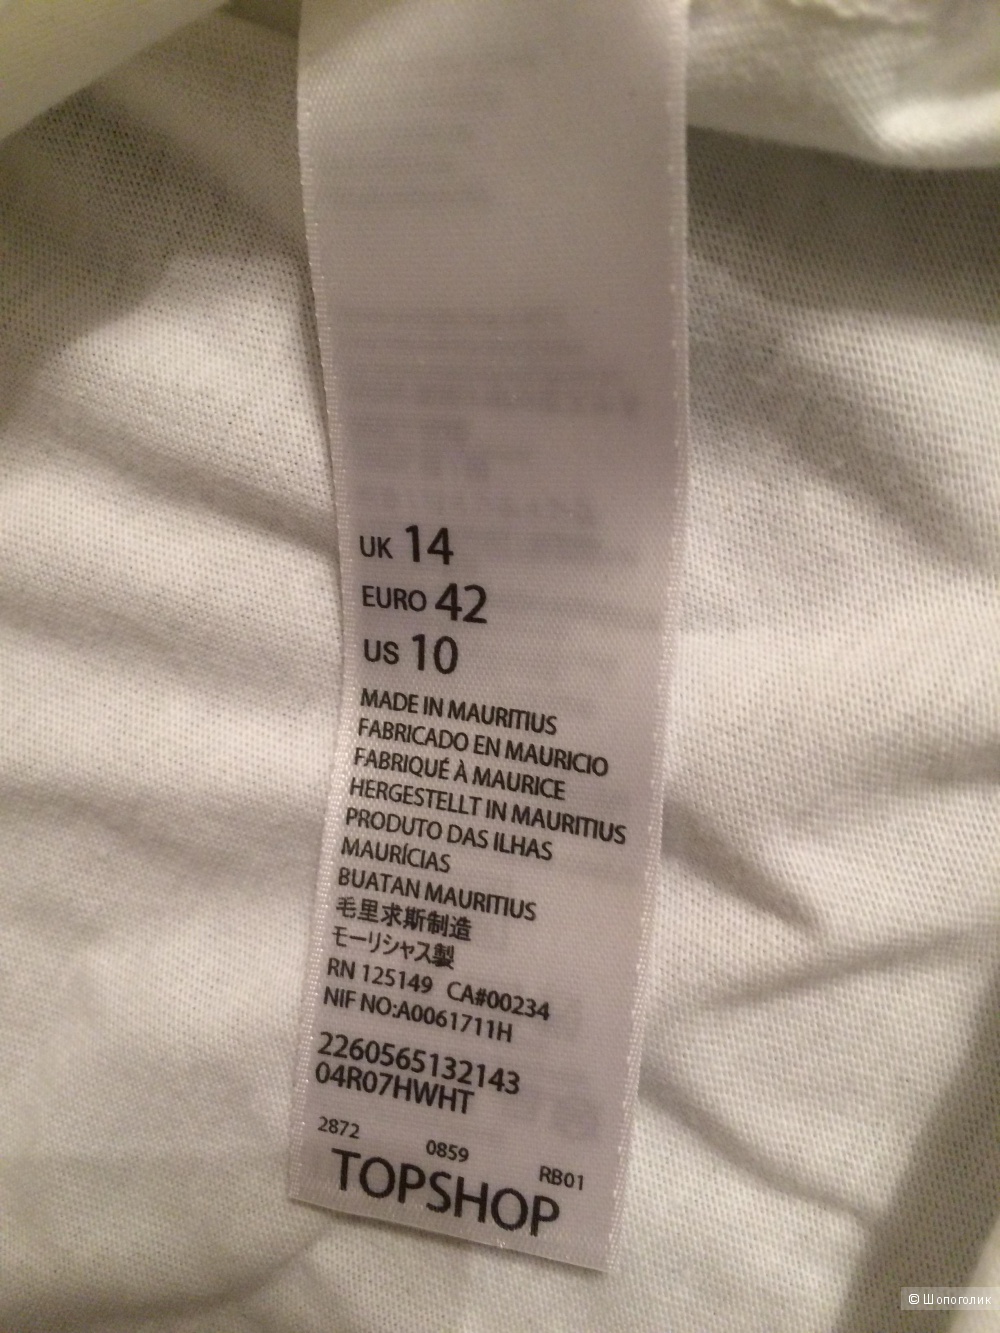 UK 14
EURO 42
US 10
MADE IN MAURITIUS
FABRICADO EN MAURICIO
FABRIQUÉ À MAURICE
HERGESTELLT IN MAURITIUS
PRODUTO DAS ILHAS
MAURÍCIAS
BUATAN MAURITIUS
毛里求斯制造
モーリシャス製
RN 125149 CA#00234
NIF NO:A0061711H
2260565132143
04R07HWHT
2872 0859 RB01
TOPSHOP
© Шопоголик